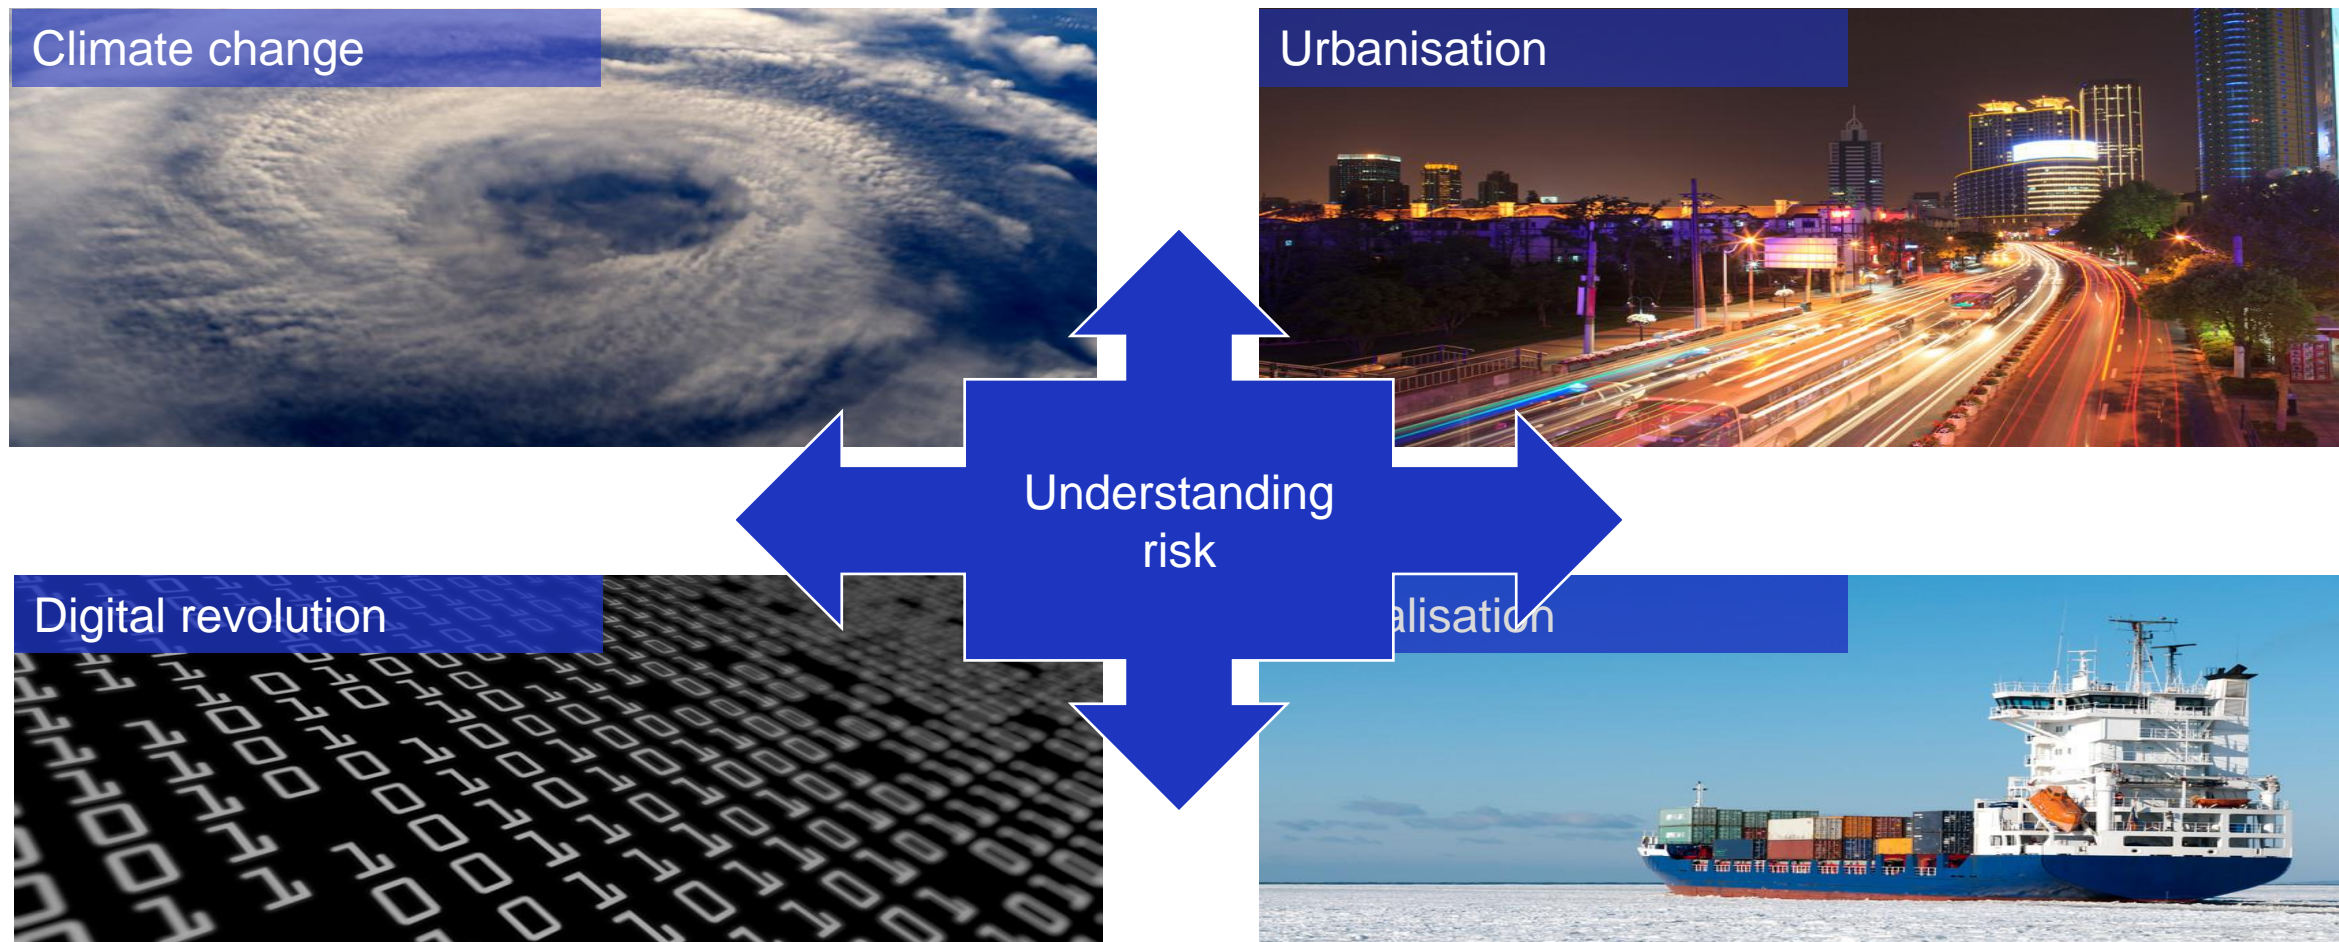 Climate change
Urbanisation
Understanding
risk
Digital revolution
alisation